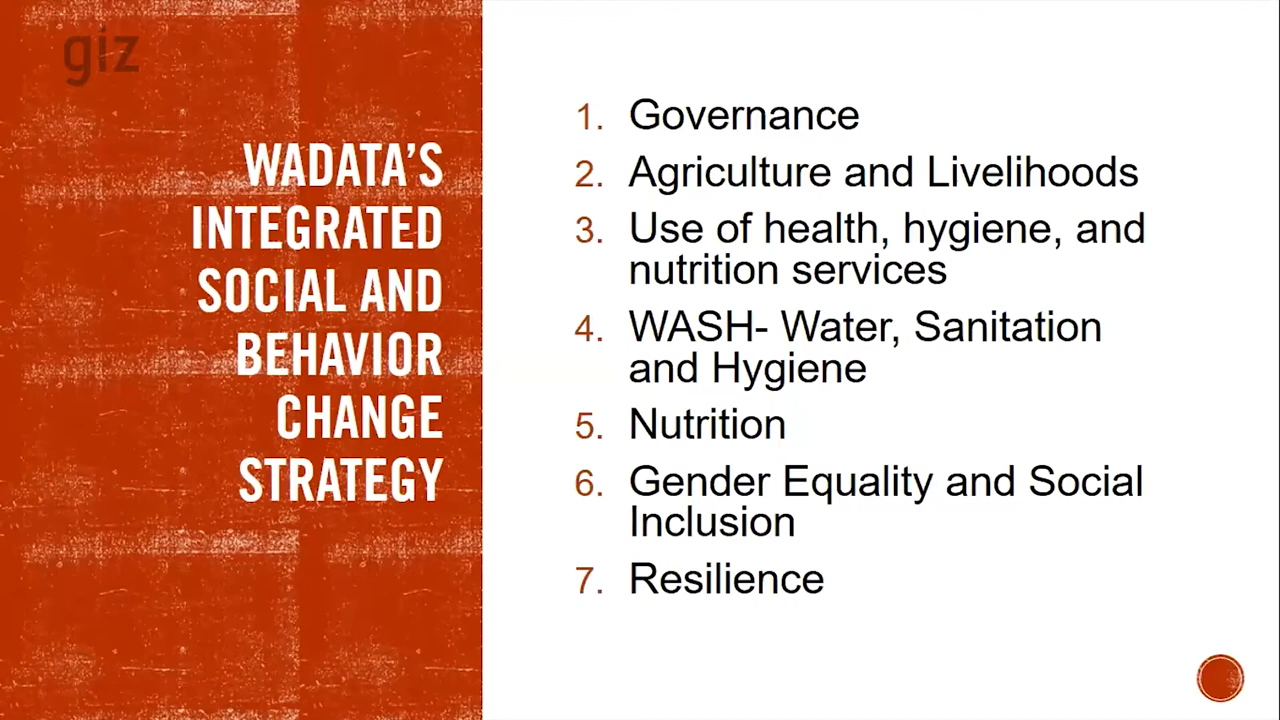 giz
WADATA’S
INTEGRATED
SOCIAL AND
BEHAVIOR
CHANGE
STRATEGY
1. Governance
2. Agriculture and Livelihoods
3. Use of health, hygiene, and
nutrition services
4. WASH- Water, Sanitation
and Hygiene
5. Nutrition
6. Gender Equality and Social
Inclusion
7. Resilience